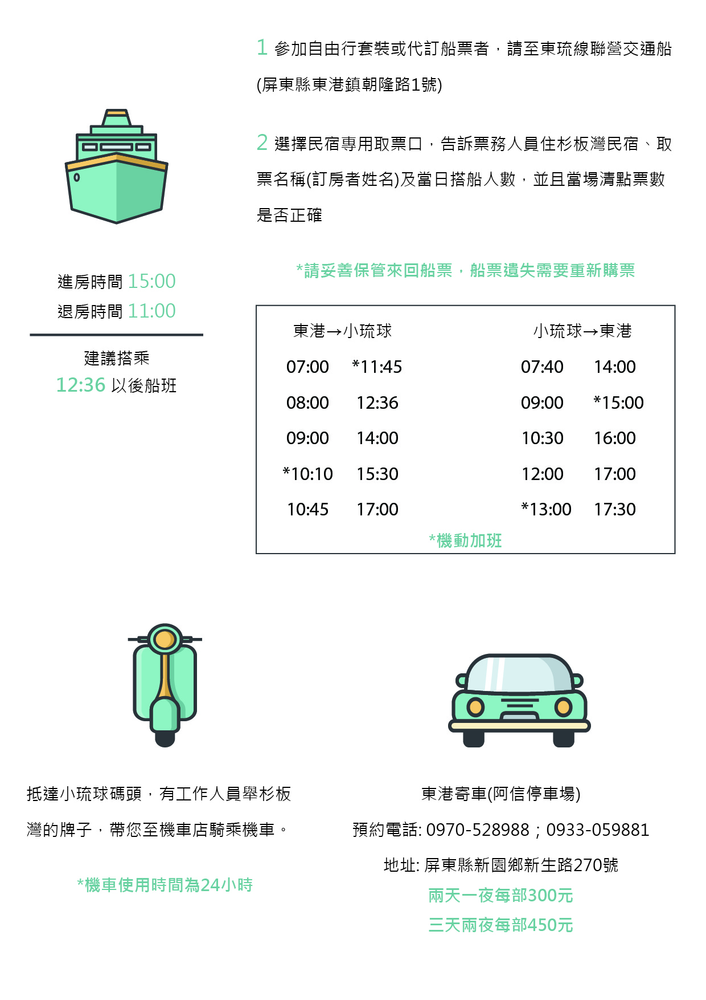 1 參加自由行套裝或代訂船票者，請至東琉線聯營交通船
(屏東縣東港鎮朝隆路1號)
2 選擇民宿專用取票口，告訴票務人員住杉板灣民宿、取
票名稱(訂房者姓名)及當日搭船人數，並且當場清點票數
是否正確
*請妥善保管來回船票，船票遺失需要重新購票
進房時間 15:00
退房時間 11:00
建議搭乘
12:36 以後船班
東港→小琉球 小琉球→東港
07:00 *11:45 07:40 14:00
08:00 12:36 09:00 *15:00
09:00 14:00 10:30 16:00
*10:10 15:30 12:00 17:00
10:45 17:00 *13:00 17:30
*機動加班
抵達小琉球碼頭，有工作人員舉杉板
灣的牌子，帶您至機車店騎乘機車。
*機車使用時間為24小時
東港寄車(阿信停車場)
預約電話: 0970-528988；0933-059881
地址: 屏東縣新園鄉新生路270號
兩天一夜每部300元
三天兩夜每部450元